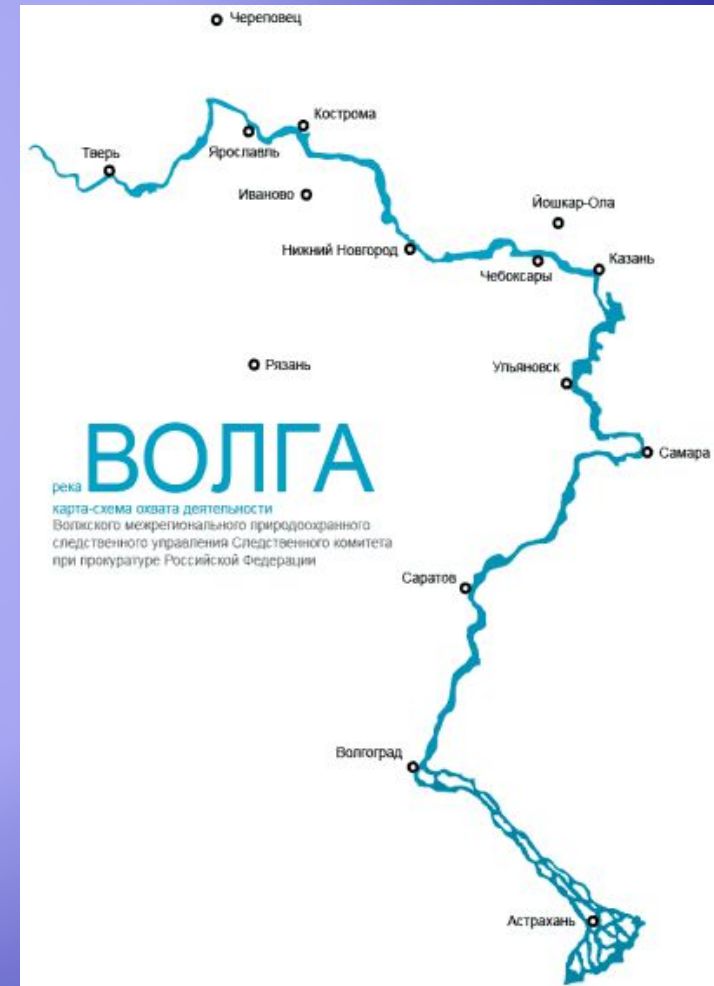 Череповец
Кострома
Тверь
Ярославль
Иваново
Йошкар-Ола
Нижний Новгород
Чебоксары
Казань
Рязань
Ульяновск
река ВОЛГА
Самара
карта-схема охвата деятельности
Волжского межрегионального природоохранного
следственного управления Следственного комитета
при прокуратуре Российской Федерации
Саратов
Волгоград
Астрахань